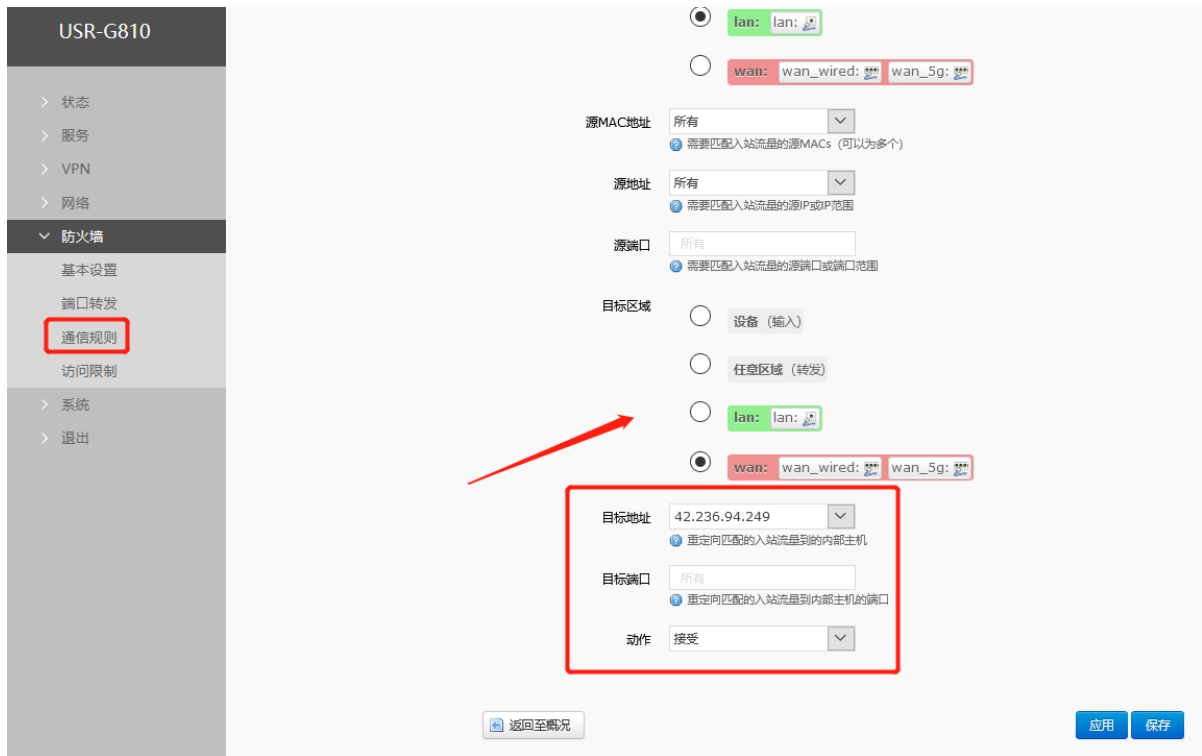 USR-G810
状态
服务
VPN
网络
防火墙
基本设置
端口转发
通信规则
访问限制
系统
退出
lan: lan:
wan: wan_wired: wan_5g:
源MAC地址 所有
需要匹配入站流量的源MACs（可以为多个）
源地址 所有
需要匹配入站流量的源IP或IP范围
源端口 所有
需要匹配入站流量的源端口或端口范围
目标区域
设备（输入）
任意区域（转发）
lan: lan:
wan: wan_wired: wan_5g:
目标地址 42.236.94.249
重定向匹配的入站流量到的内部主机
目标端口 所有
重定向匹配的入站流量到内部主机的端口
动作 接受
返回至概况 应用 保存